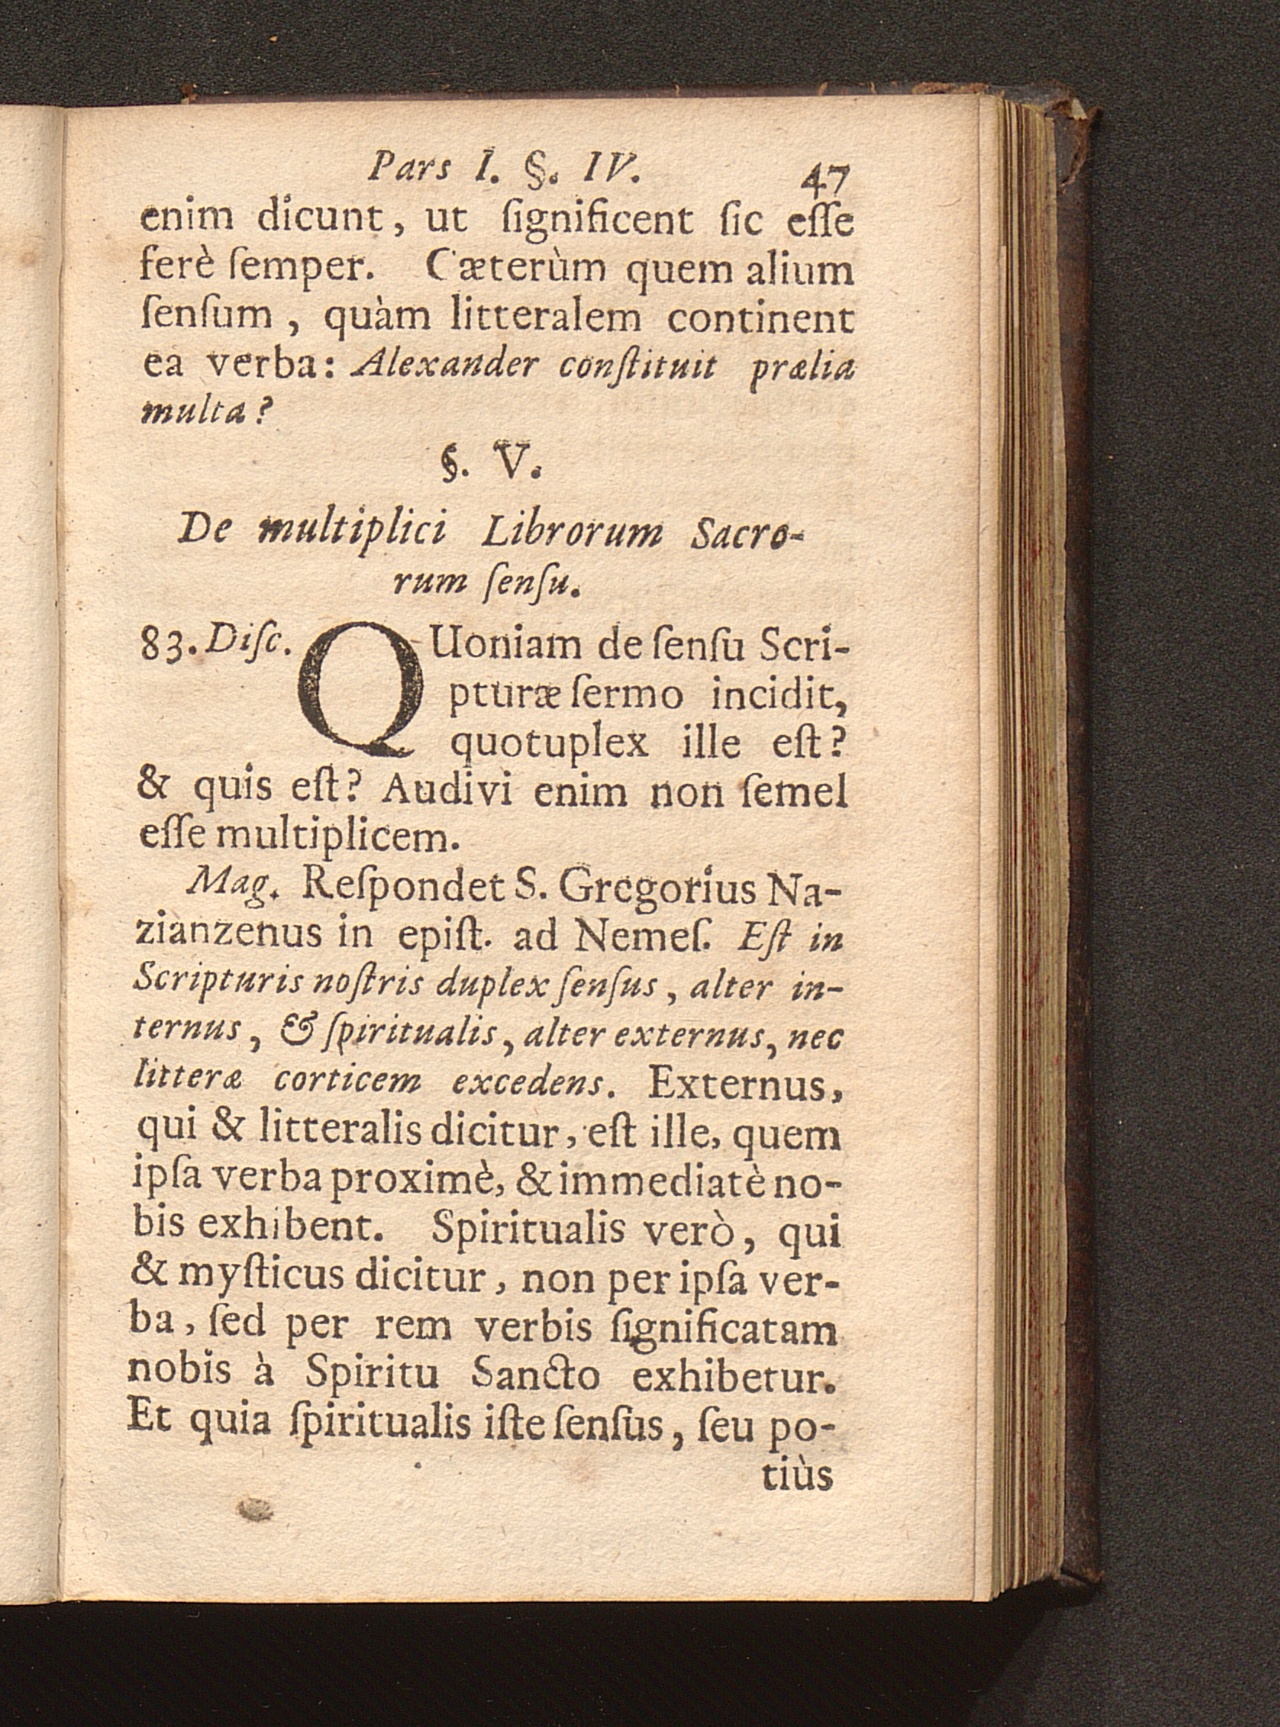 Pars I. §. IV. 47
enim dicunt, ut ſignificent ſic eſſe
ferè ſemper. Cæterùm quem alium
ſenſum, quàm litteralem continent
ea verba: Alexander conſtituit prælia
multa?
§. V.
De multiplici Librorum Sacro-
rum ſenſu.
83. Diſc. QUoniam de ſenſu Scri-
pturæ ſermo incidit,
quotuplex ille eſt?
& quis eſt? Audivi enim non ſemel
eſſe multiplicem.
Mag. Reſpondet S. Gregorius Na-
zianzenus in epiſt. ad Nemeſ. Eſt in
Scripturis noſtris duplex ſenſus, alter in-
ternus, & ſpiritualis, alter externus, nec
litteræ corticem excedens. Externus,
qui & litteralis dicitur, eſt ille, quem
ipſa verba proximè, & immediatè no-
bis exhibent. Spiritualis verò, qui
& myſticus dicitur, non per ipſa ver-
ba, ſed per rem verbis ſignificatam
nobis à Spiritu Sancto exhibetur.
Et quia ſpiritualis iſte ſenſus, ſeu po-
tiùs